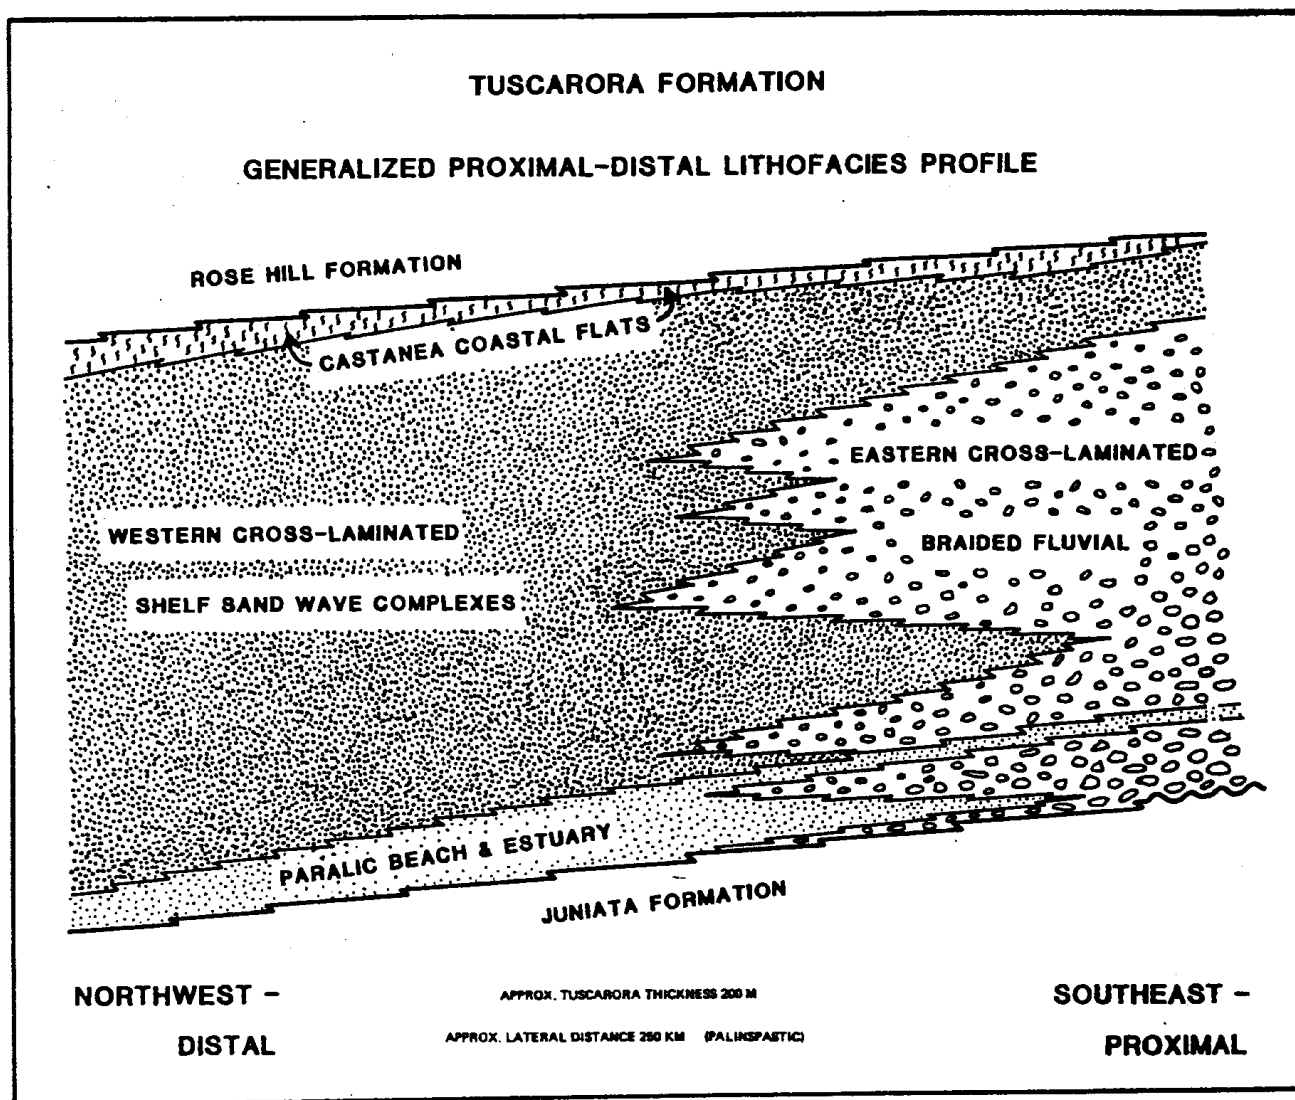 TUSCARORA FORMATION
GENERALIZED PROXIMAL-DISTAL LITHOFACIES PROFILE
ROSE HILL FORMATION
CASTANEA COASTAL FLATS
EASTERN CROSS-LAMINATED
BRAIDED FLUVIAL
WESTERN CROSS-LAMINATED
SHELF SAND WAVE COMPLEXES
PARALIC BEACH & ESTUARY
JUNIATA FORMATION
NORTHWEST -
DISTAL
APPROX. TUSCARORA THICKNESS 200 M
APPROX. LATERAL DISTANCE 250 KM (PALINSPASTIC)
SOUTHEAST -
PROXIMAL